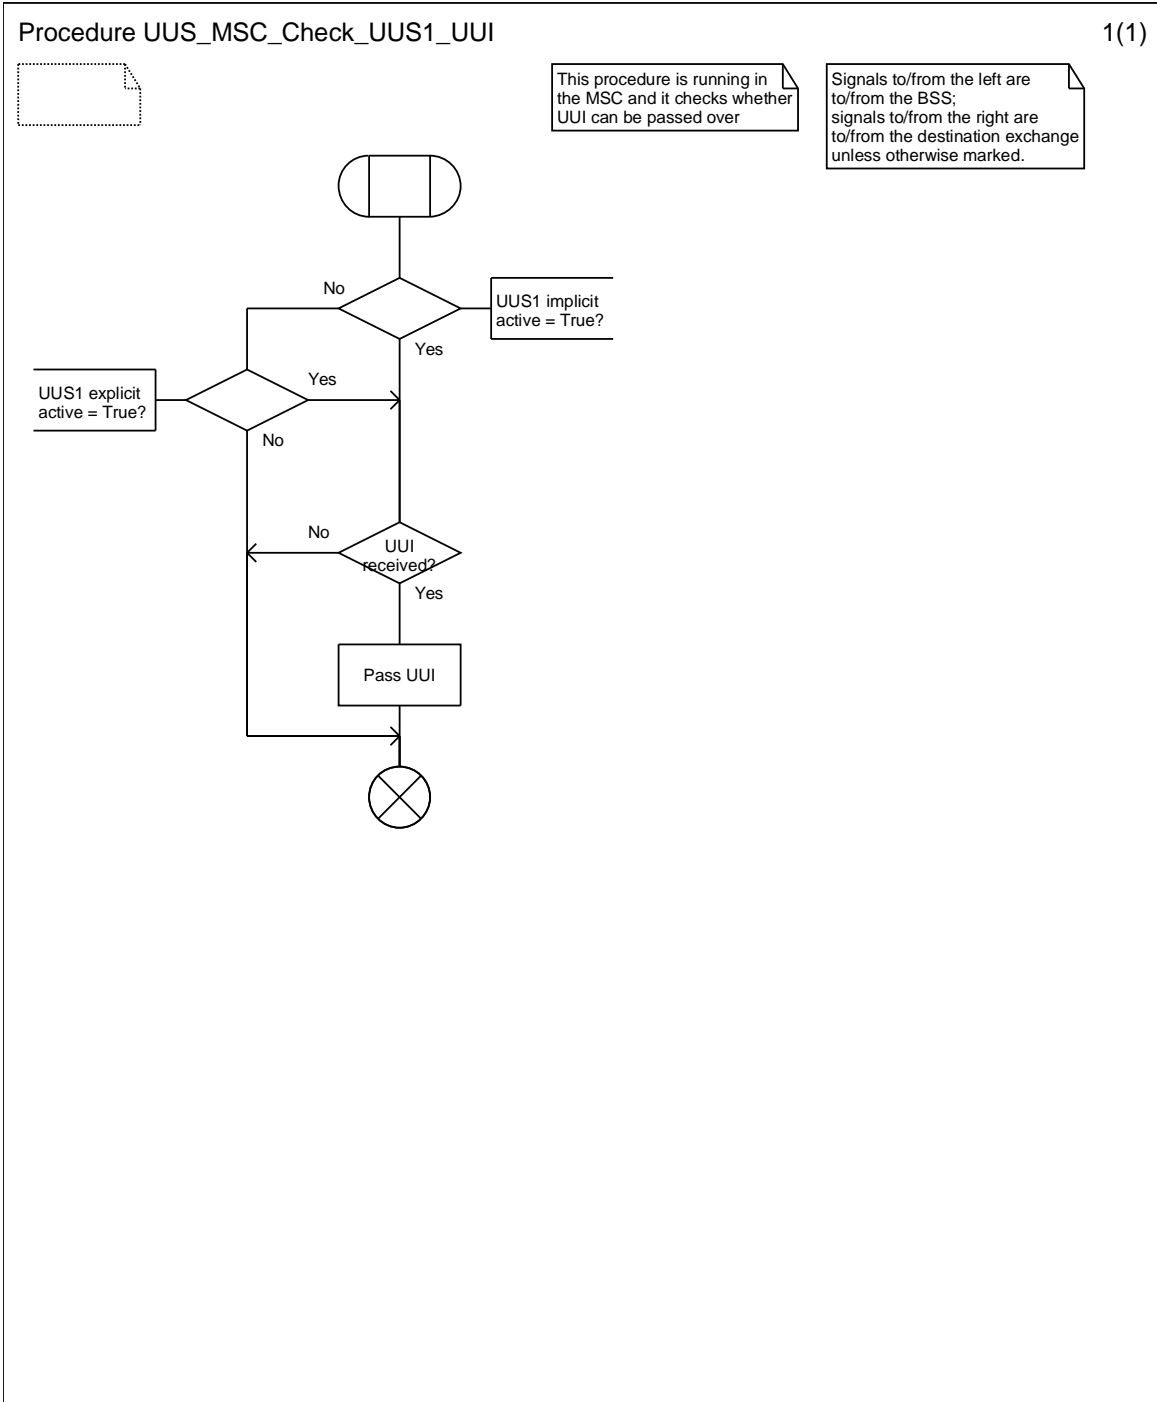 Procedure UUS_MSC_Check_UUS1_UUI
1(1)
This procedure is running in
the MSC and it checks whether
UUI can be passed over
Signals to/from the left are
to/from the BSS;
signals to/from the right are
to/from the destination exchange
unless otherwise marked.
No
UUS1 implicit
active = True?
Yes
UUS1 explicit
active = True?
Yes
No
No
UUI
received?
Yes
Pass UUI